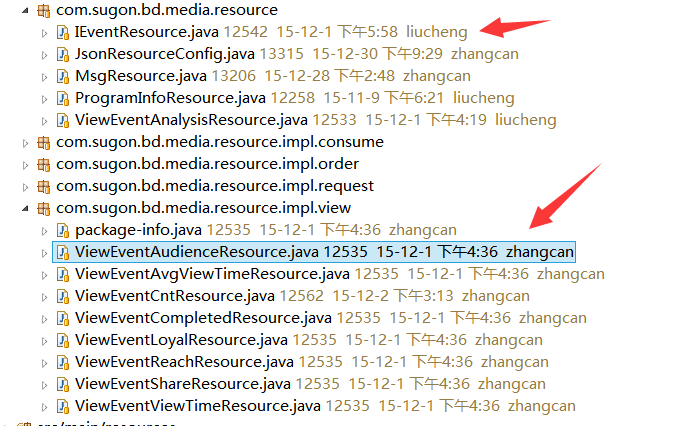 com.sugon.bd.media.resource
IEventResource.java 12542 15-12-1 下午5:58 liucheng
JsonResourceConfig.java 13315 15-12-30 下午9:29 zhangcan
MsgResource.java 13206 15-12-28 下午2:48 zhangcan
ProgramInfoResource.java 12258 15-11-9 下午6:21 liucheng
ViewEventAnalysisResource.java 12533 15-12-1 下午4:19 liucheng
com.sugon.bd.media.resource.impl.consume
com.sugon.bd.media.resource.impl.order
com.sugon.bd.media.resource.impl.request
com.sugon.bd.media.resource.impl.view
package-info.java 12535 15-12-1 下午4:36 zhangcan
ViewEventAudienceResource.java 12535 15-12-1 下午4:36 zhangcan
ViewEventAvgViewTimeResource.java 12535 15-12-1 下午4:36 zhangcan
ViewEventCntResource.java 12562 15-12-2 下午3:13 zhangcan
ViewEventCompletedResource.java 12535 15-12-1 下午4:36 zhangcan
ViewEventLoyalResource.java 12535 15-12-1 下午4:36 zhangcan
ViewEventReachResource.java 12535 15-12-1 下午4:36 zhangcan
ViewEventShareResource.java 12535 15-12-1 下午4:36 zhangcan
ViewEventViewTimeResource.java 12535 15-12-1 下午4:36 zhangcan